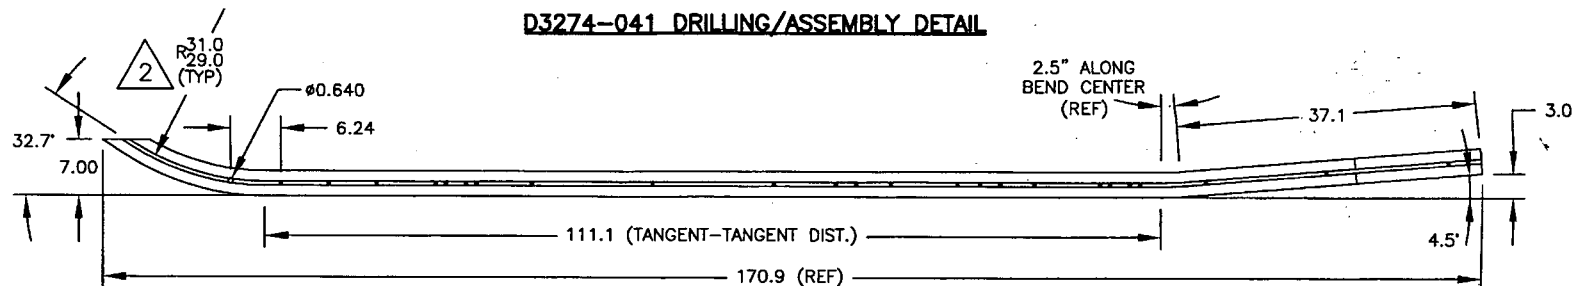 D3274-041 DRILLING/ASSEMBLY DETAIL
2
R31.0
29.0
(TYP)
ø0.640
2.5" ALONG
BEND CENTER
(REF)
37.1
3.0
6.24
32.7°
7.00
111.1 (TANGENT-TANGENT DIST.)
4.5°
170.9 (REF)